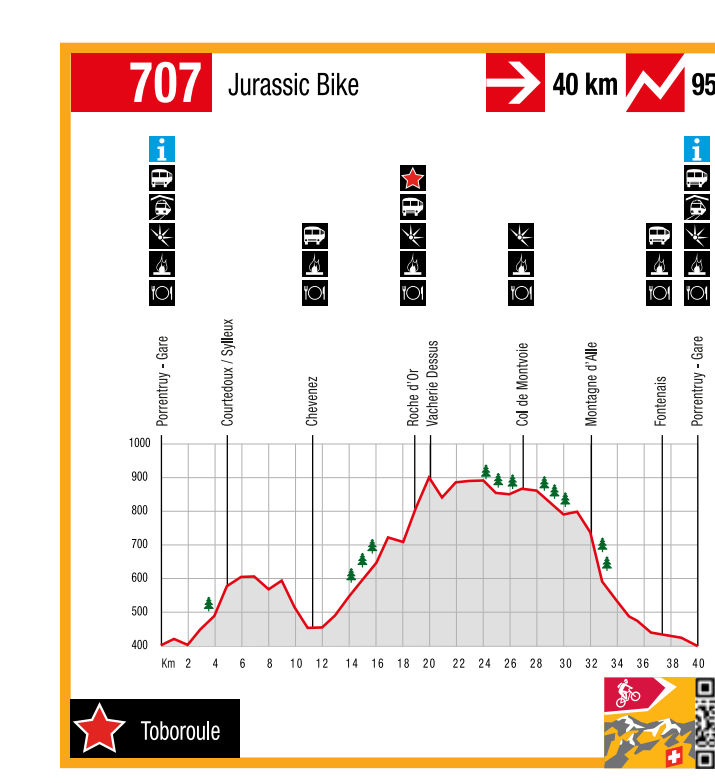 707 Jurassic Bike 40 km 95
i i
Porrentruy - Gare
Courtedoux / Sylleux
Chevenez
Roche d'Or
Vacherie Dessus
Col de Montvoie
Montagne d'Alle
Fontenais
Porrentruy - Gare
1000
900
800
700
600
500
400
Km 2 4 6 8 10 12 14 16 18 20 22 24 26 28 30 32 34 36 38 40
Toboroule